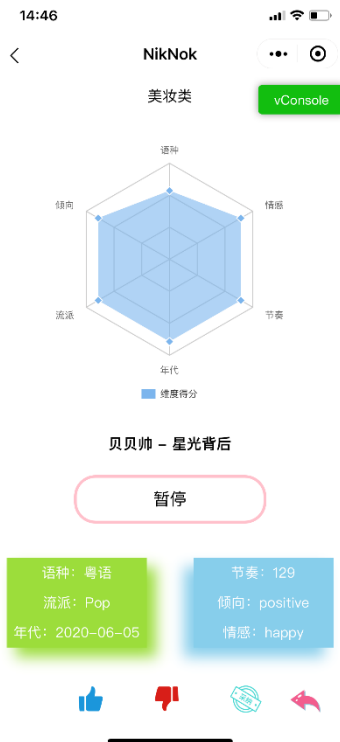 14:46
NikNok
美妆类
vConsole
语种
倾向
情感
流派
节奏
年代
维度得分
贝贝帅 - 星光背后
暂停
语种：粤语
流派：Pop
年代：2020-06-05
节奏：129
倾向：positive
情感：happy